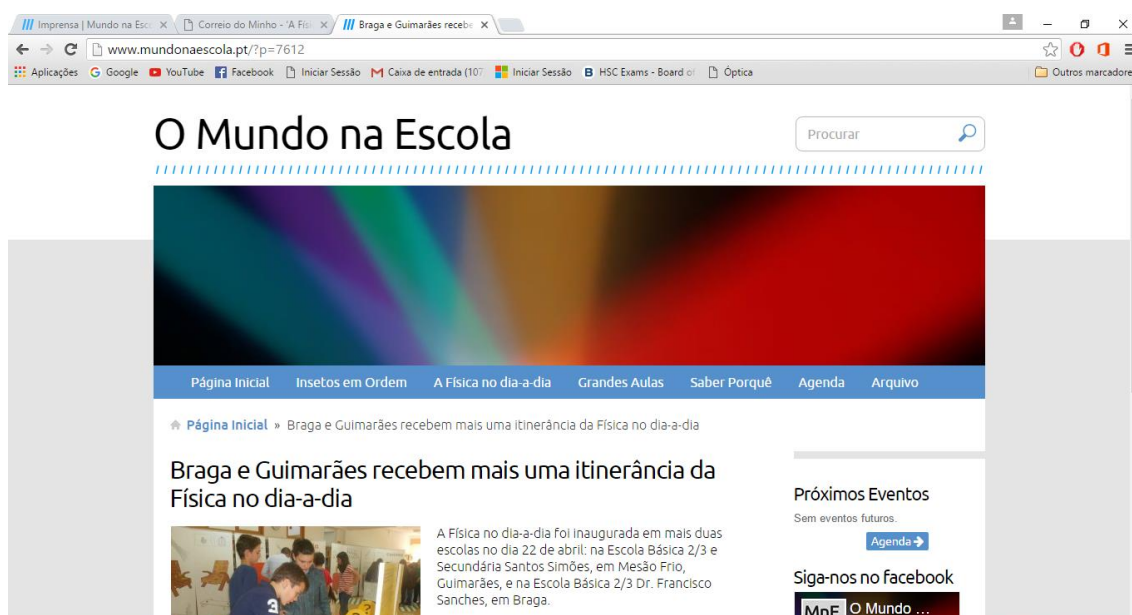 Imprensa | Mundo na Esc
Correio do Minho - 'A Fís
Braga e Guimarães recebe
www.mundonaescola.pt/?p=7612
Aplicações Google YouTube Facebook Iniciar Sessão Caixa de entrada (107 Iniciar Sessão HSC Exams - Board of Óptica Outros marcadore
O Mundo na Escola
Procurar
Página Inicial Insetos em Ordem A Física no dia-a-dia Grandes Aulas Saber Porquê Agenda Arquivo
Página Inicial » Braga e Guimarães recebem mais uma itinerância da Física no dia-a-dia
Braga e Guimarães recebem mais uma itinerância da
Física no dia-a-dia
A Física no dia-a-dia foi inaugurada em mais duas
escolas no dia 22 de abril: na Escola Básica 2/3 e
Secundária Santos Simões, em Mesão Frio,
Guimarães, e na Escola Básica 2/3 Dr. Francisco
Sanches, em Braga.
Próximos Eventos
Sem eventos futuros.
Agenda
Siga-nos no facebook
MnE O Mundo ...